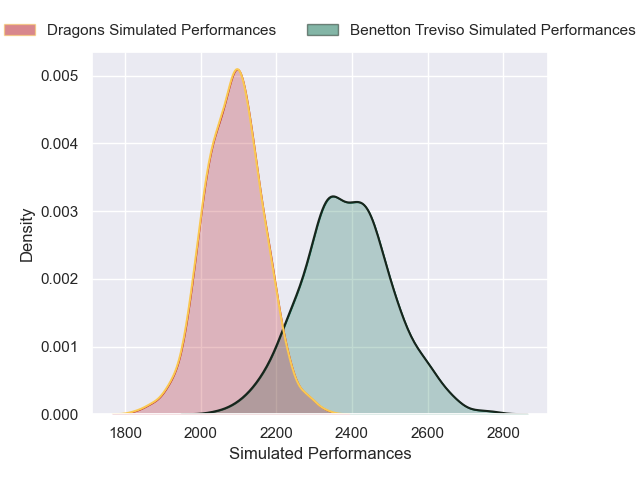 Dragons Simulated Performances
Benetton Treviso Simulated Performances
0.005
0.004
0.003
0.002
0.001
0.000
Density
1800 2000 2200 2400 2600 2800
Simulated Performances